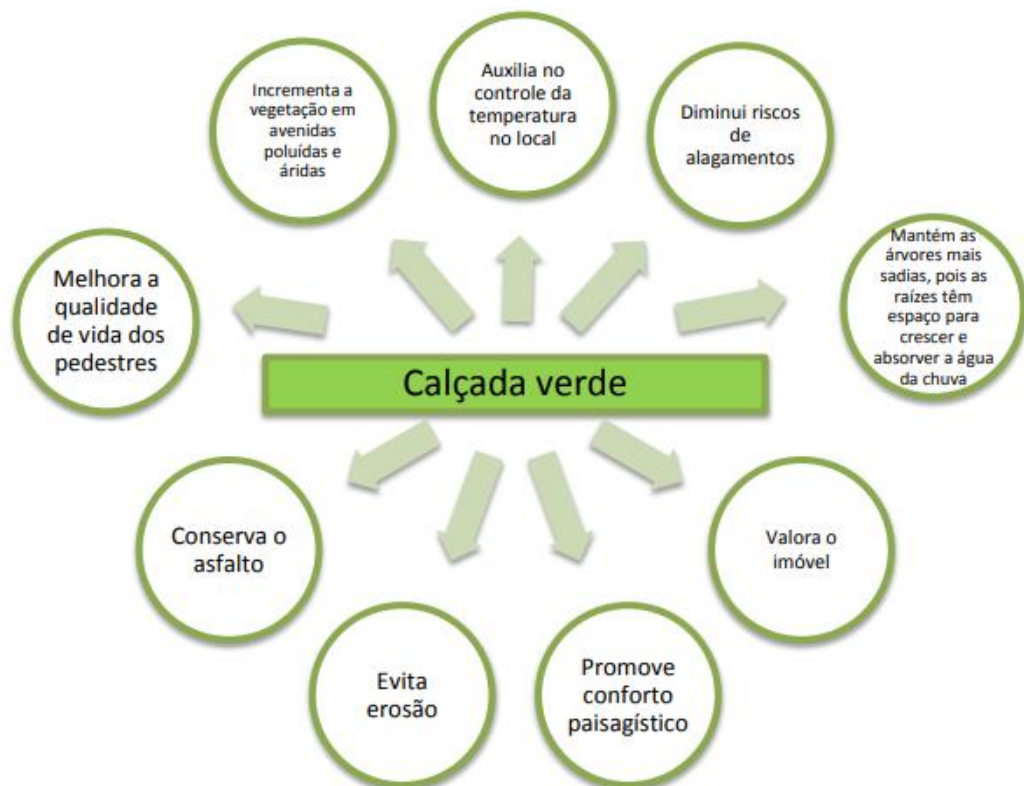 Incrementa a
vegetação em
avenidas
poluídas e
áridas
Auxilia no
controle da
temperatura
no local
Diminui riscos
de
alagamentos
Melhora a
qualidade
de vida dos
pedestres
Mantém as
árvores mais
sadias, pois as
raízes têm
espaço para
crescer e
absorver a água
da chuva
Calçada verde
Conserva o
asfalto
Valora o
imóvel
Evita
erosão
Promove
conforto
paisagístico